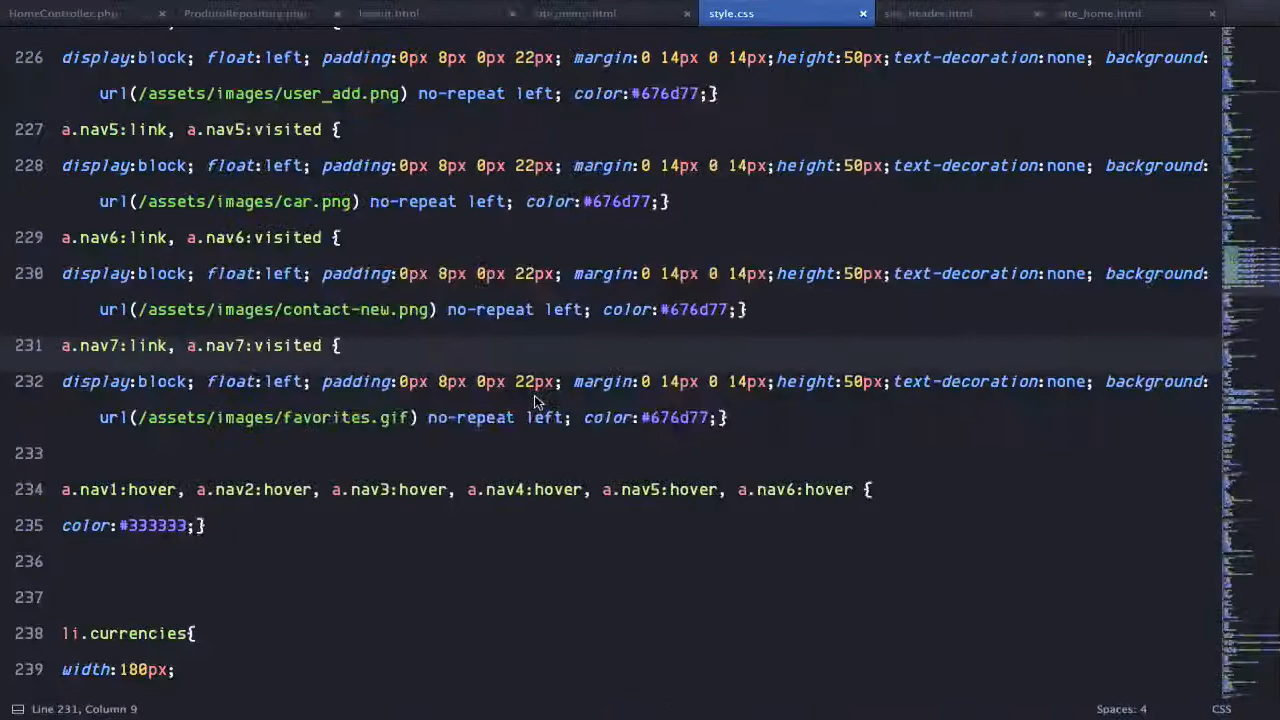 HomeController.php
ProdutoRepository.php
layout.html
style.css
226 display:block; float:left; padding:0px 8px 0px 22px; margin:0 14px 0 14px;height:50px;text-decoration:none; background:
url(/assets/images/user_add.png) no-repeat left; color:#676d77;}
227 a.nav5:link, a.nav5:visited {
228 display:block; float:left; padding:0px 8px 0px 22px; margin:0 14px 0 14px;height:50px;text-decoration:none; background:
url(/assets/images/car.png) no-repeat left; color:#676d77;}
229 a.nav6:link, a.nav6:visited {
230 display:block; float:left; padding:0px 8px 0px 22px; margin:0 14px 0 14px;height:50px;text-decoration:none; background:
url(/assets/images/contact-new.png) no-repeat left; color:#676d77;}
231 a.nav7:link, a.nav7:visited {
232 display:block; float:left; padding:0px 8px 0px 22px; margin:0 14px 0 14px;height:50px;text-decoration:none; background:
url(/assets/images/favorites.gif) no-repeat left; color:#676d77;}
233
234 a.nav1:hover, a.nav2:hover, a.nav3:hover, a.nav4:hover, a.nav5:hover, a.nav6:hover {
235 color:#333333;}
236
237
238 li.currencies{
239 width:180px;
Line 231, Column 9
Spaces: 4
CSS